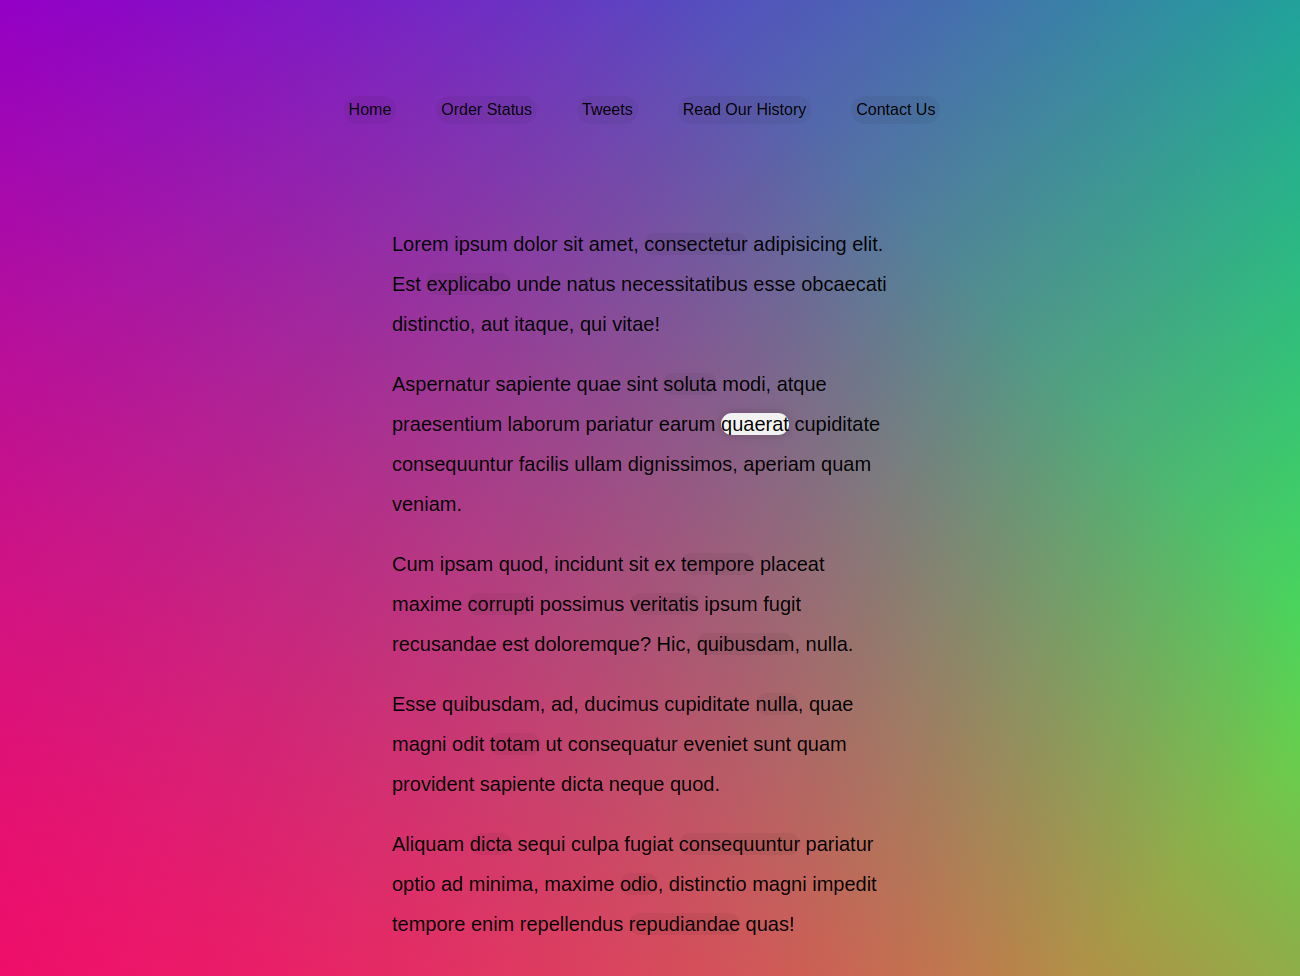 Home Order Status Tweets Read Our History Contact Us
Lorem ipsum dolor sit amet, consectetur adipisicing elit.
Est explicabo unde natus necessitatibus esse obcaecati
distinctio, aut itaque, qui vitae!
Aspernatur sapiente quae sint soluta modi, atque
praesentium laborum pariatur earum quaerat cupiditate
consequuntur facilis ullam dignissimos, aperiam quam
veniam.
Cum ipsam quod, incidunt sit ex tempore placeat
maxime corrupti possimus veritatis ipsum fugit
recusandae est doloremque? Hic, quibusdam, nulla.
Esse quibusdam, ad, ducimus cupiditate nulla, quae
magni odit totam ut consequatur eveniet sunt quam
provident sapiente dicta neque quod.
Aliquam dicta sequi culpa fugiat consequuntur pariatur
optio ad minima, maxime odio, distinctio magni impedit
tempore enim repellendus repudiandae quas!